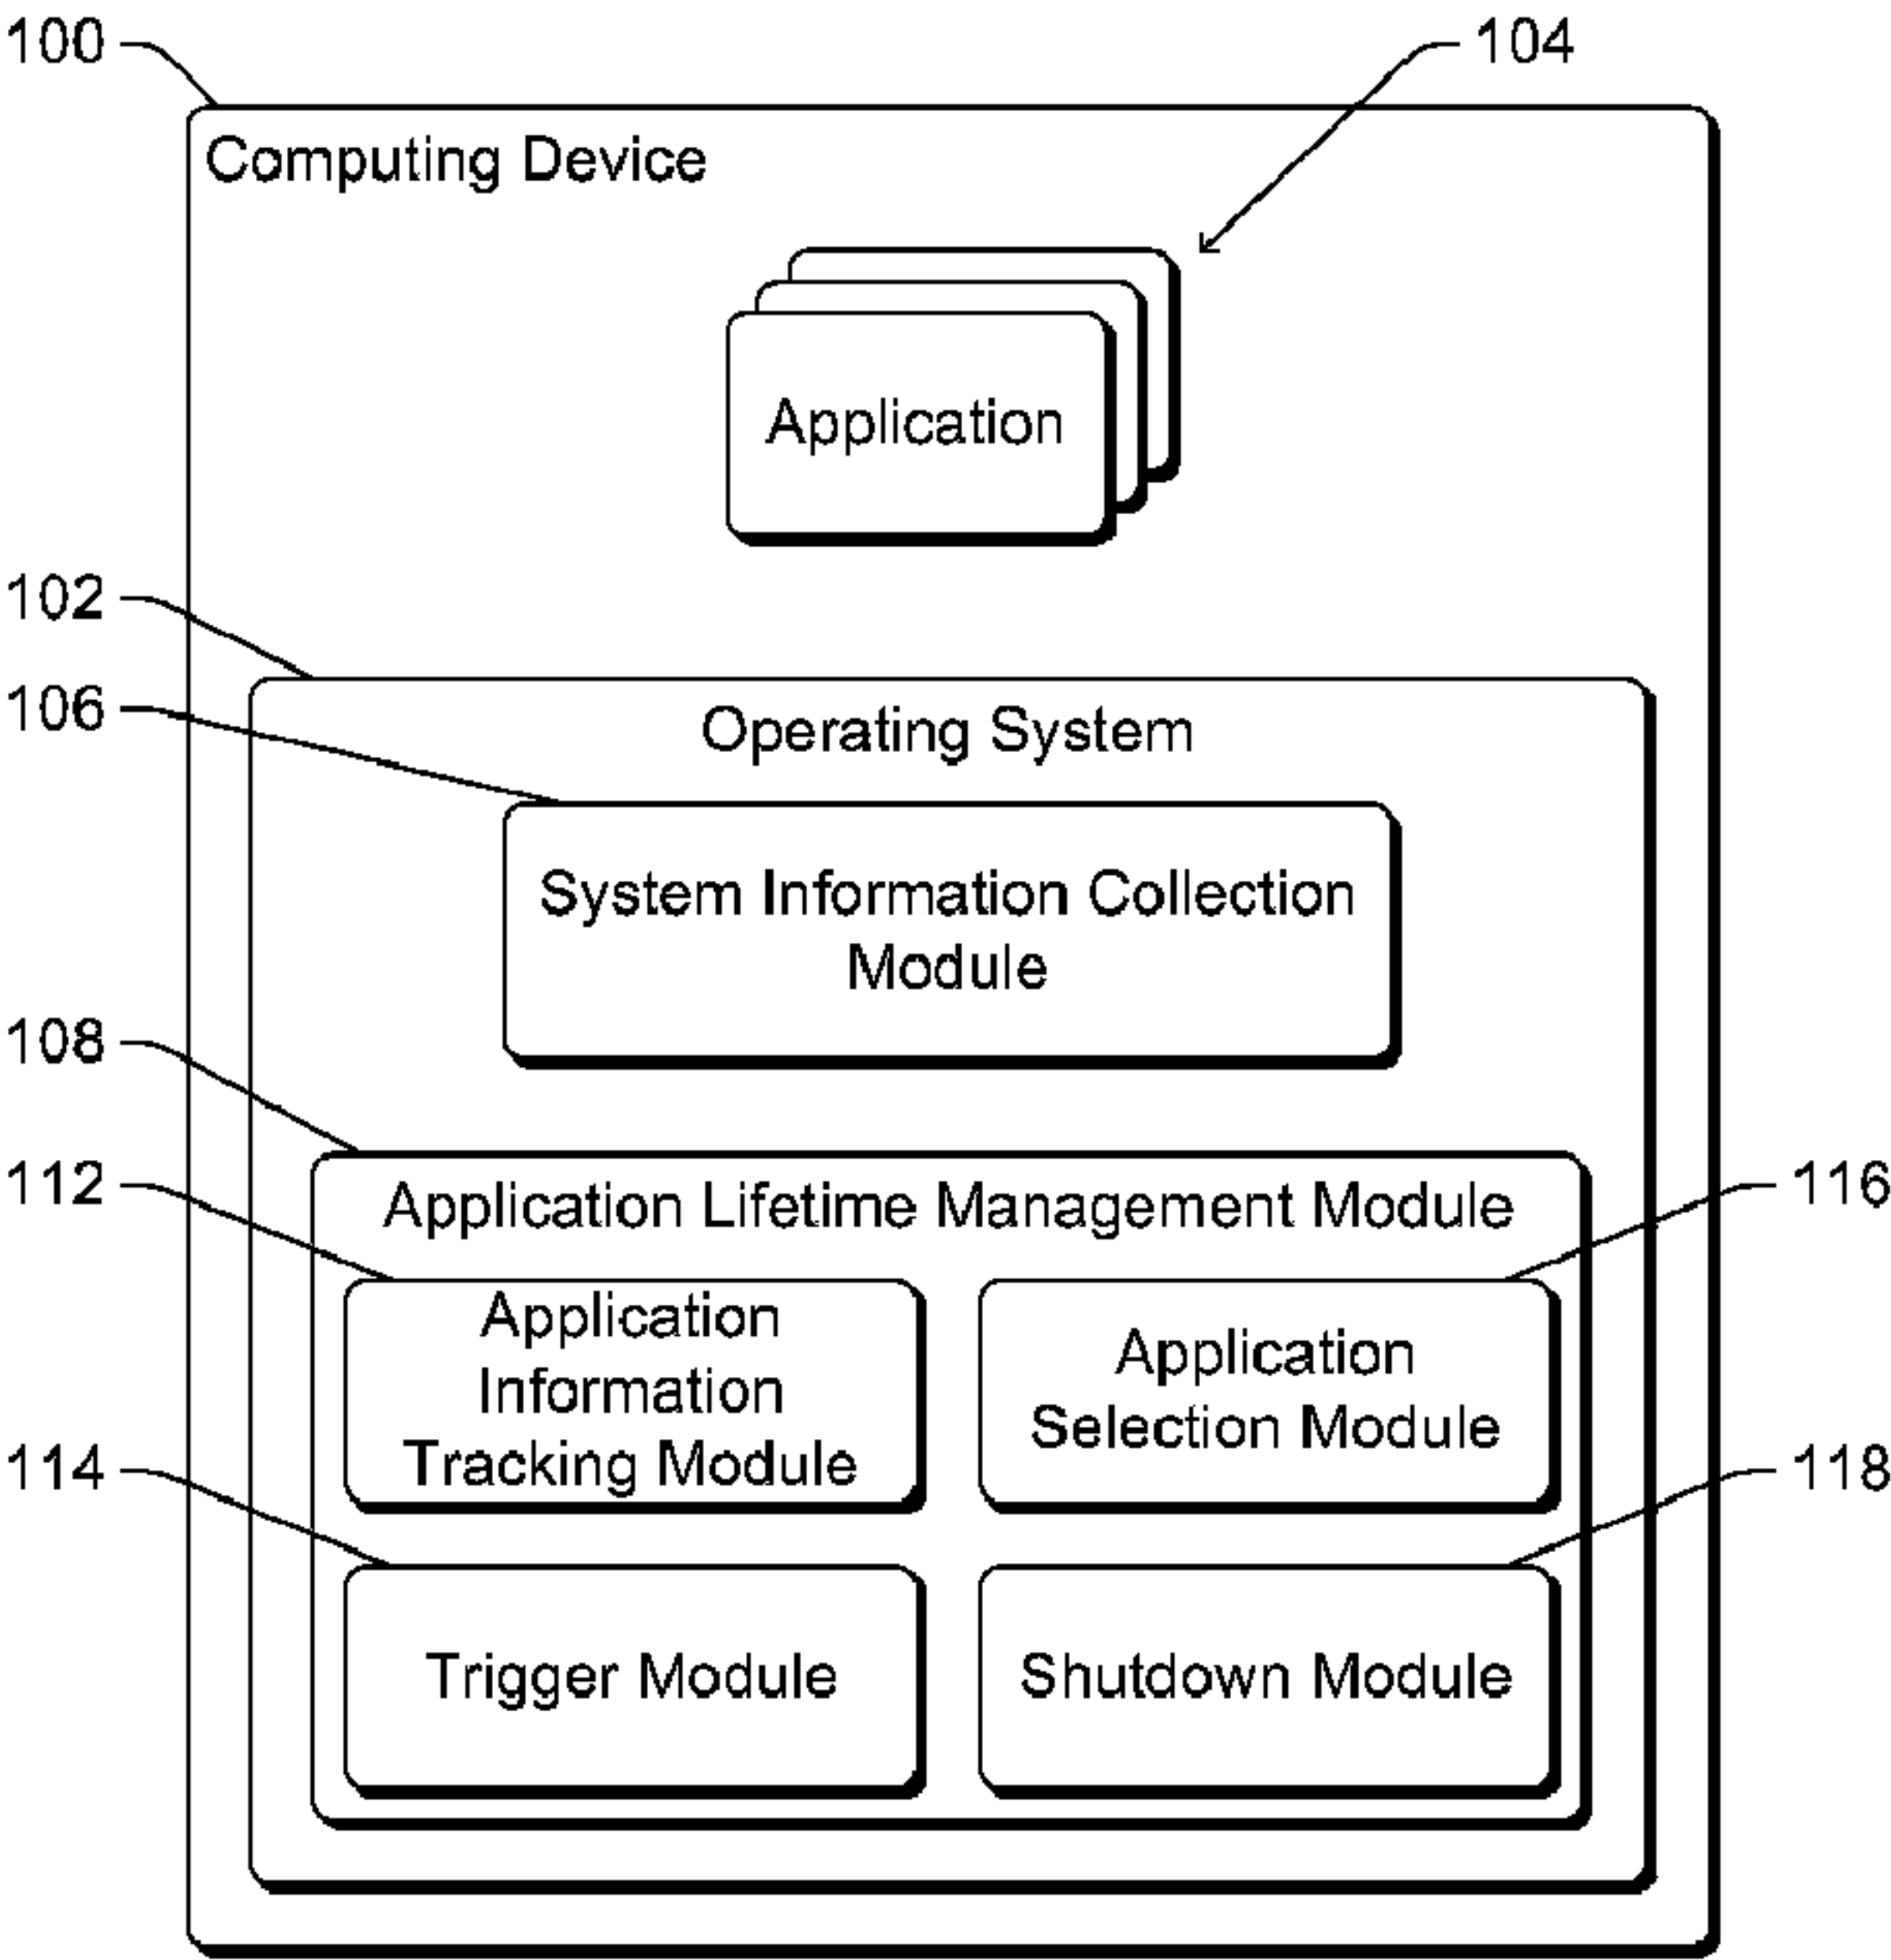 100
104
Computing Device
Application
102
106
Operating System
System Information Collection
Module
108
112
Application Lifetime Management Module
116
Application
Information
Tracking Module
Application
Selection Module
114
118
Trigger Module
Shutdown Module